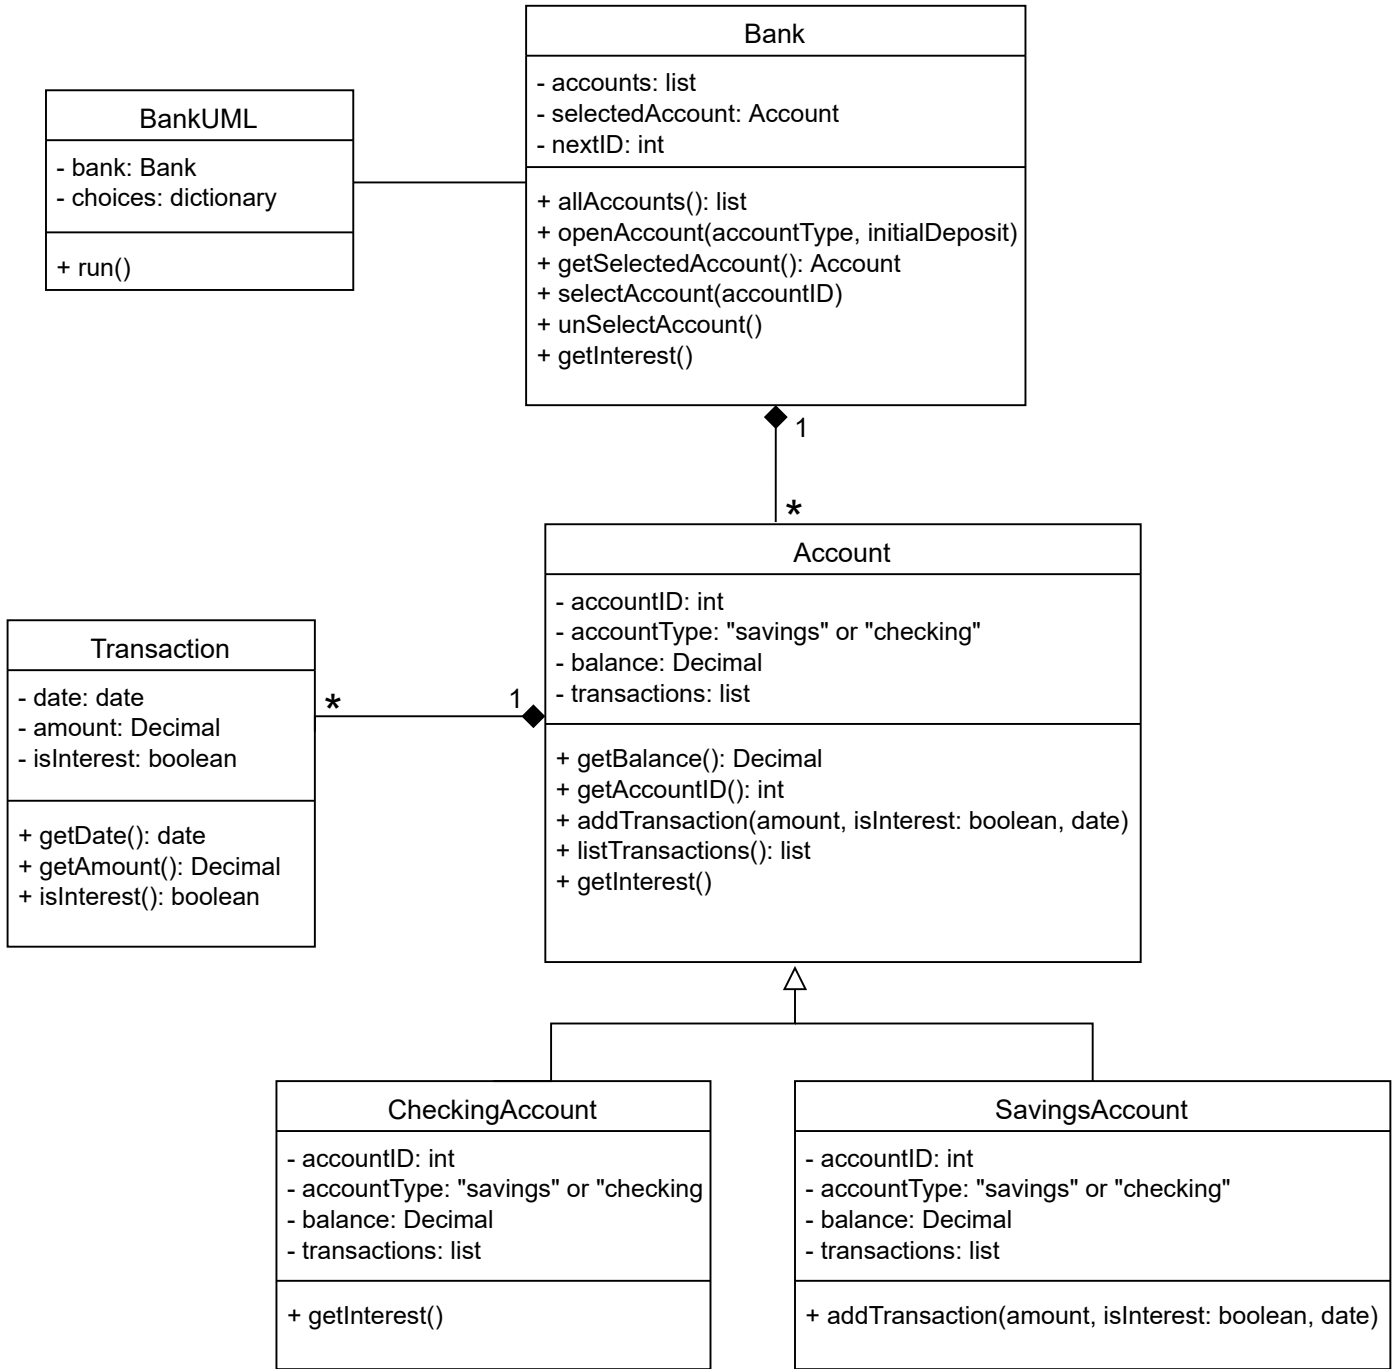 Bank
- accounts: list
- selectedAccount: Account
- nextID: int
+ allAccounts(): list
+ openAccount(accountType, initialDeposit)
+ getSelectedAccount(): Account
+ selectAccount(accountID)
+ unSelectAccount()
+ getInterest()
BankUML
- bank: Bank
- choices: dictionary
+ run()
1
*
Account
- accountID: int
- accountType: "savings" or "checking"
- balance: Decimal
- transactions: list
+ getBalance(): Decimal
+ getAccountID(): int
+ addTransaction(amount, isInterest: boolean, date)
+ listTransactions(): list
+ getInterest()
Transaction
- date: date
- amount: Decimal
- isInterest: boolean
+ getDate(): date
+ getAmount(): Decimal
+ isInterest(): boolean
*
1
CheckingAccount
- accountID: int
- accountType: "savings" or "checking
- balance: Decimal
- transactions: list
+ getInterest()
SavingsAccount
- accountID: int
- accountType: "savings" or "checking"
- balance: Decimal
- transactions: list
+ addTransaction(amount, isInterest: boolean, date)